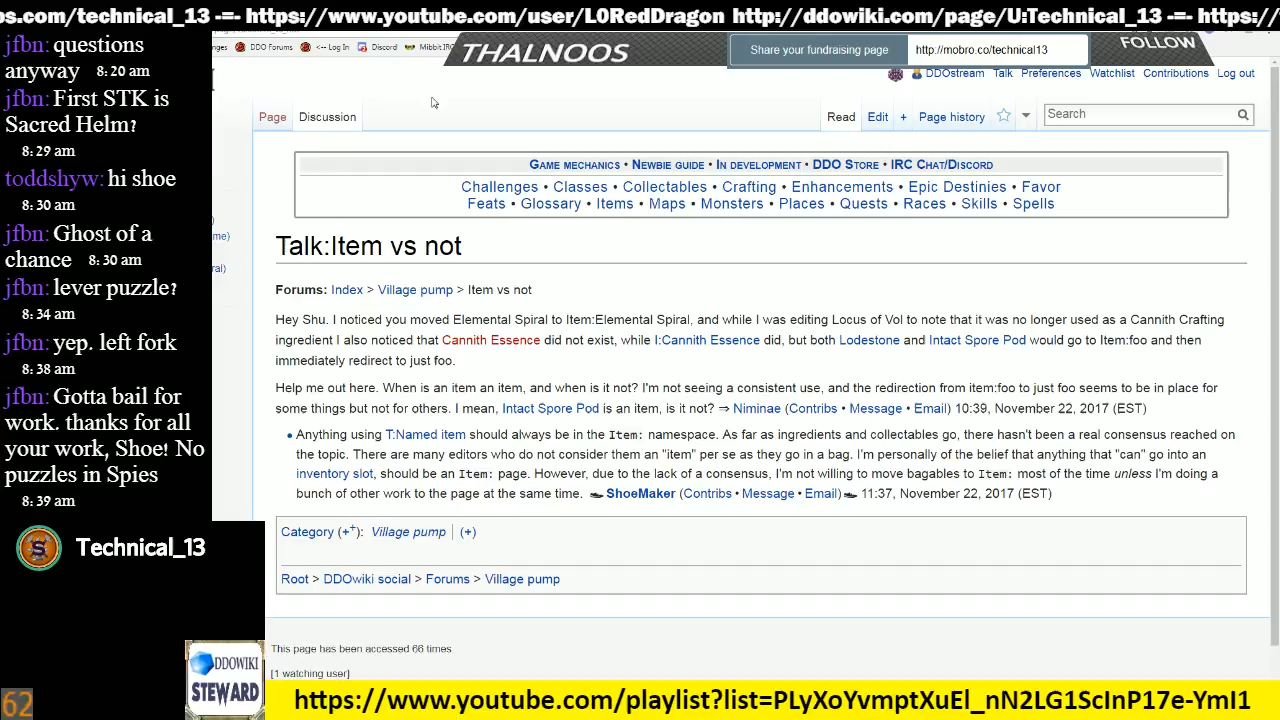 os.com/technical_13 -=- https://www.youtube.com/user/L0RedDragon http://ddowiki.com/page/U:Technical_13 -=- https://
jfbn: questions
anyway 8:20 am
jfbn: First STK is
Sacred Helm?
8:29 am
toddshyw: hi shoe
8:30 am
jfbn: Ghost of a
chance 8:30 am
jfbn: lever puzzle?
8:34 am
jfbn: yep. left fork
8:38 am
jfbn: Gotta bail for
work. thanks for all
your work, Shoe! No
puzzles in Spies
8:39 am
Technical_13
DDOWIKI
STEWARD
62
nges DDO Forums <-- Log In Discord Mibbit IRC
THALNOOS
Share your fundraising page http://mobro.co/technical13
FOLLOW
DDOstream Talk Preferences Watchlist Contributions Log out
Page Discussion Read Edit + Page history Search
GAME MECHANICS • NEWBIE GUIDE • IN DEVELOPMENT • DDO STORE • IRC CHAT/DISCORD
Challenges • Classes • Collectables • Crafting • Enhancements • Epic Destinies • Favor
Feats • Glossary • Items • Maps • Monsters • Places • Quests • Races • Skills • Spells
me)
ral)
Talk:Item vs not
Forums: Index > Village pump > Item vs not
Hey Shu. I noticed you moved Elemental Spiral to Item:Elemental Spiral, and while I was editing Locus of Vol to note that it was no longer used as a Cannith Crafting
ingredient I also noticed that Cannith Essence did not exist, while I:Cannith Essence did, but both Lodestone and Intact Spore Pod would go to Item:foo and then
immediately redirect to just foo.
Help me out here. When is an item an item, and when is it not? I'm not seeing a consistent use, and the redirection from item:foo to just foo seems to be in place for
some things but not for others. I mean, Intact Spore Pod is an item, is it not? ⇒ Niminae (Contribs • Message • Email) 10:39, November 22, 2017 (EST)
• Anything using T:Named item should always be in the Item: namespace. As far as ingredients and collectables go, there hasn't been a real consensus reached on
the topic. There are many editors who do not consider them an "item" per se as they go in a bag. I'm personally of the belief that anything that "can" go into an
inventory slot, should be an Item: page. However, due to the lack of a consensus, I'm not willing to move bagables to Item: most of the time unless I'm doing a
bunch of other work to the page at the same time. ShoeMaker (Contribs • Message • Email) 11:37, November 22, 2017 (EST)
Category (++): Village pump | (+)
Root > DDOwiki social > Forums > Village pump
This page has been accessed 66 times
[1 watching user]
https://www.youtube.com/playlist?list=PLyXoYvmptXuEl_nN2LG1ScInP17e-YmI1